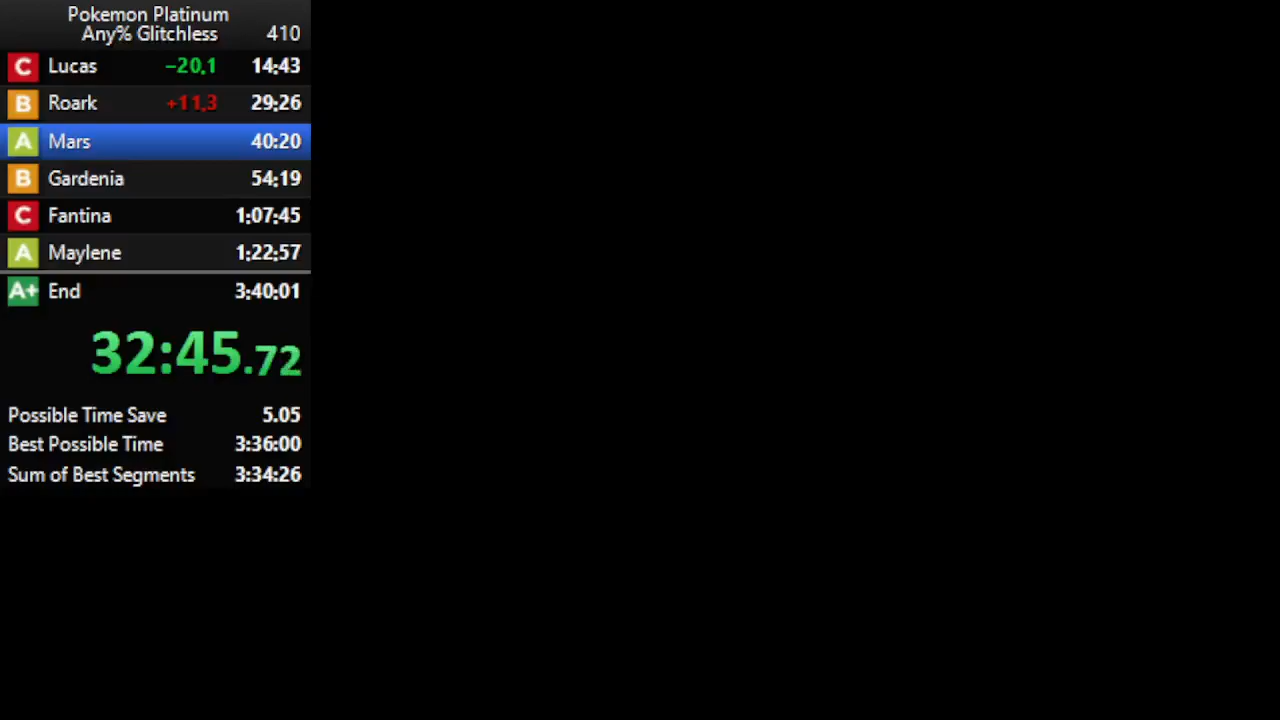 Pokemon Platinum
Any% Glitchless 410
C Lucas -20.1 14:43
B Roark +11.3 29:26
A Mars 40:20
B Gardenia 54:19
C Fantina 1:07:45
A Maylene 1:22:57
A+ End 3:40:01
32:45.72
Possible Time Save 5.05
Best Possible Time 3:36:00
Sum of Best Segments 3:34:26